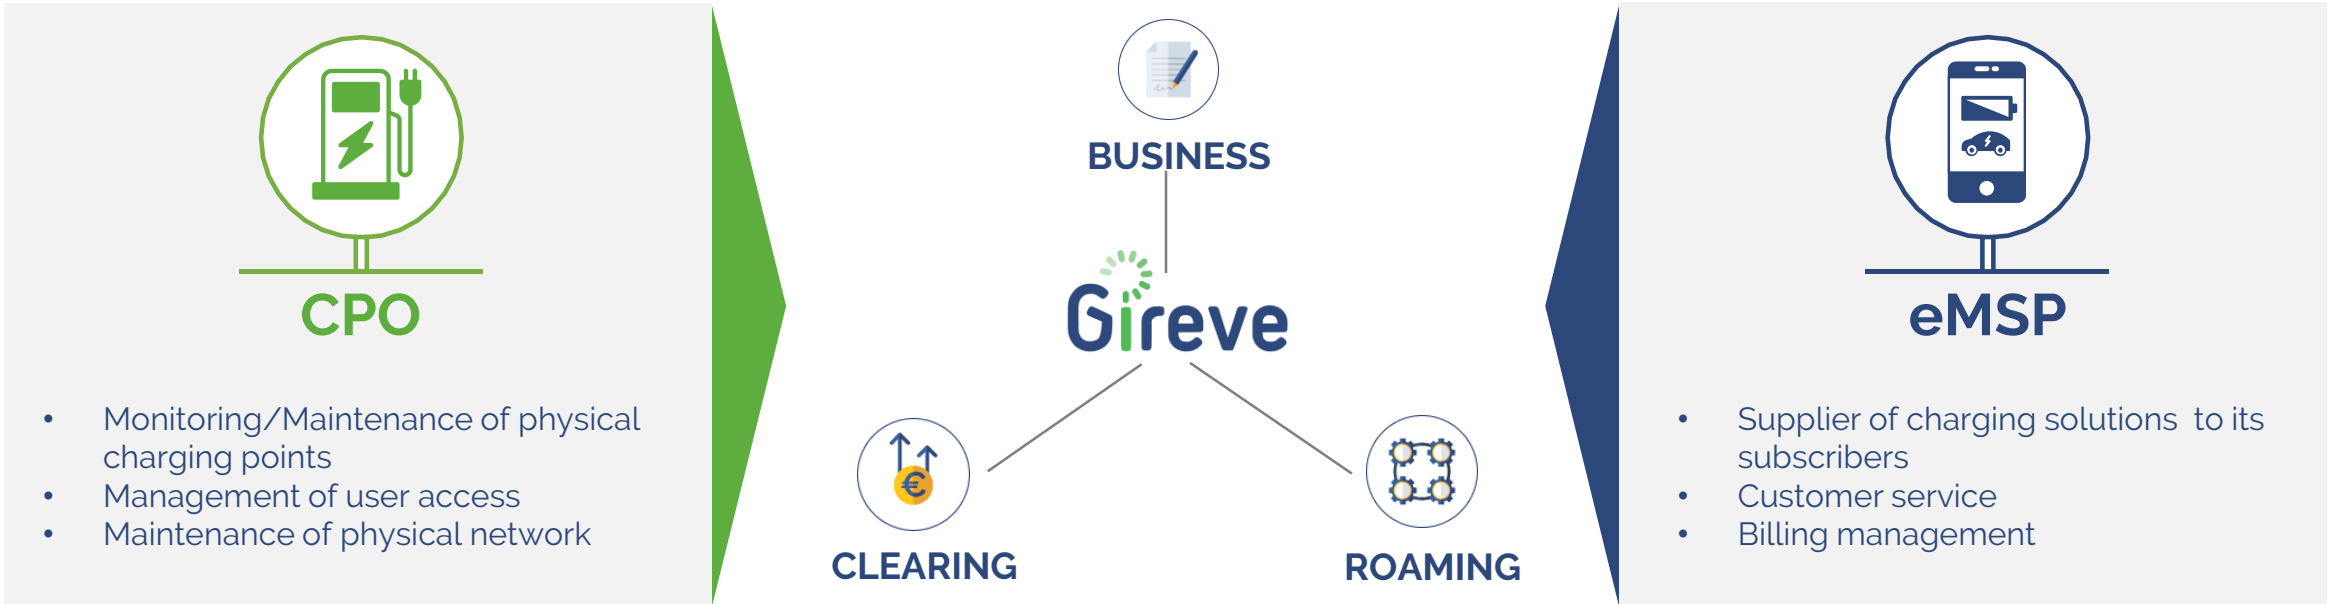 CPO
• Monitoring/Maintenance of physical
charging points
• Management of user access
• Maintenance of physical network
BUSINESS
Gireve
CLEARING
€
ROAMING
eMSP
• Supplier of charging solutions to its
subscribers
• Customer service
• Billing management